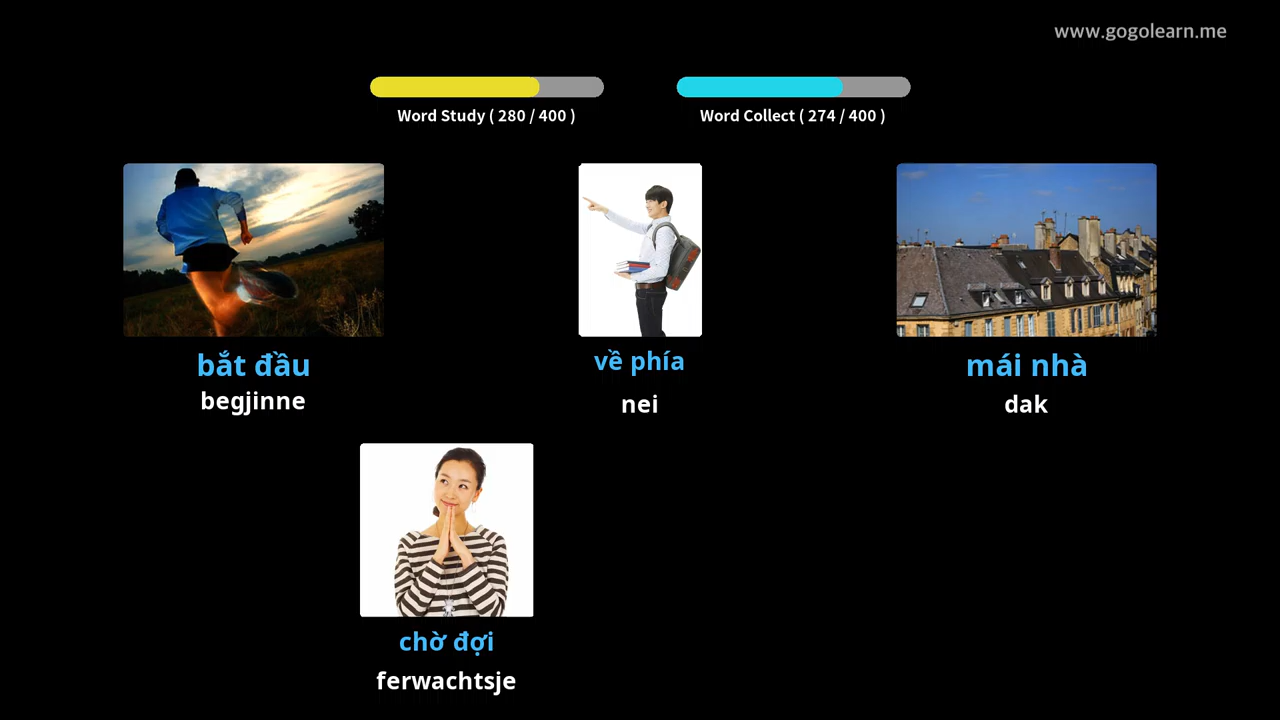 www.gogolearn.me
Word Study ( 280 / 400 )
Word Collect ( 274 / 400 )
bắt đầu
begjinne
về phía
nei
mái nhà
dak
chờ đợi
ferwachtsje